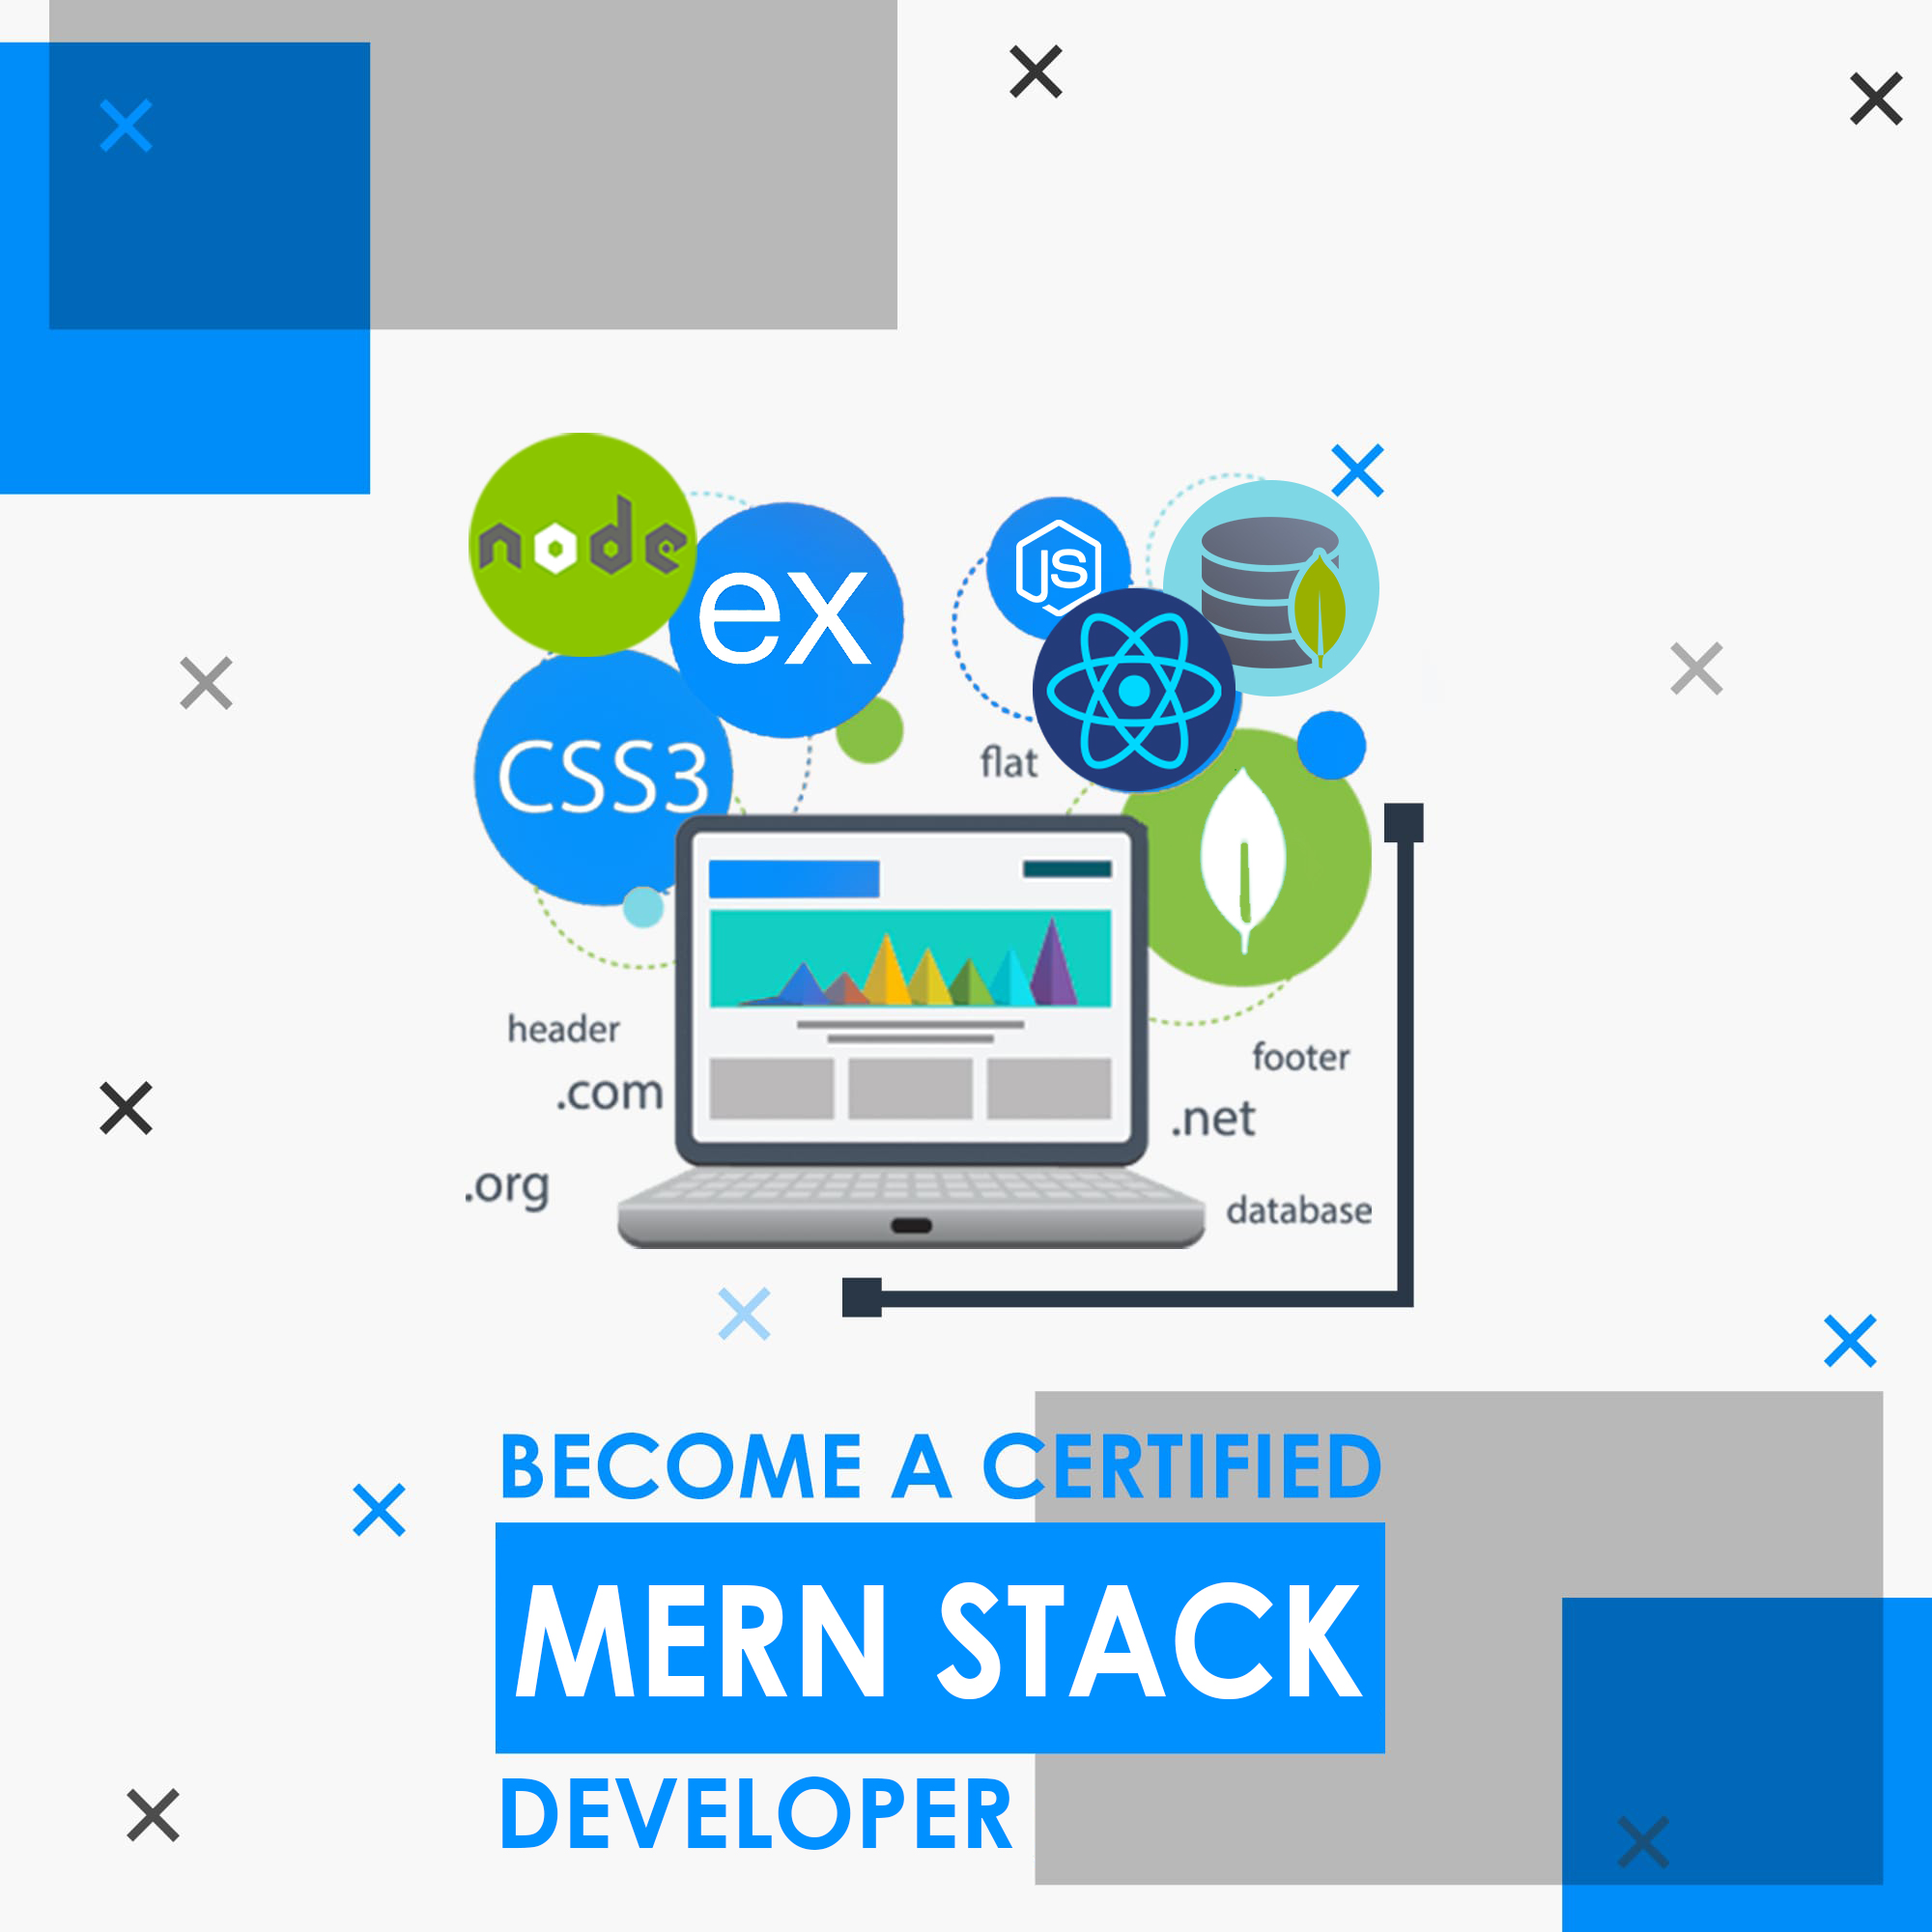 node
ex
JS
CSS3
flat
header
footer
.com
.net
.org
database
BECOME A CERTIFIED
MERN STACK
DEVELOPER